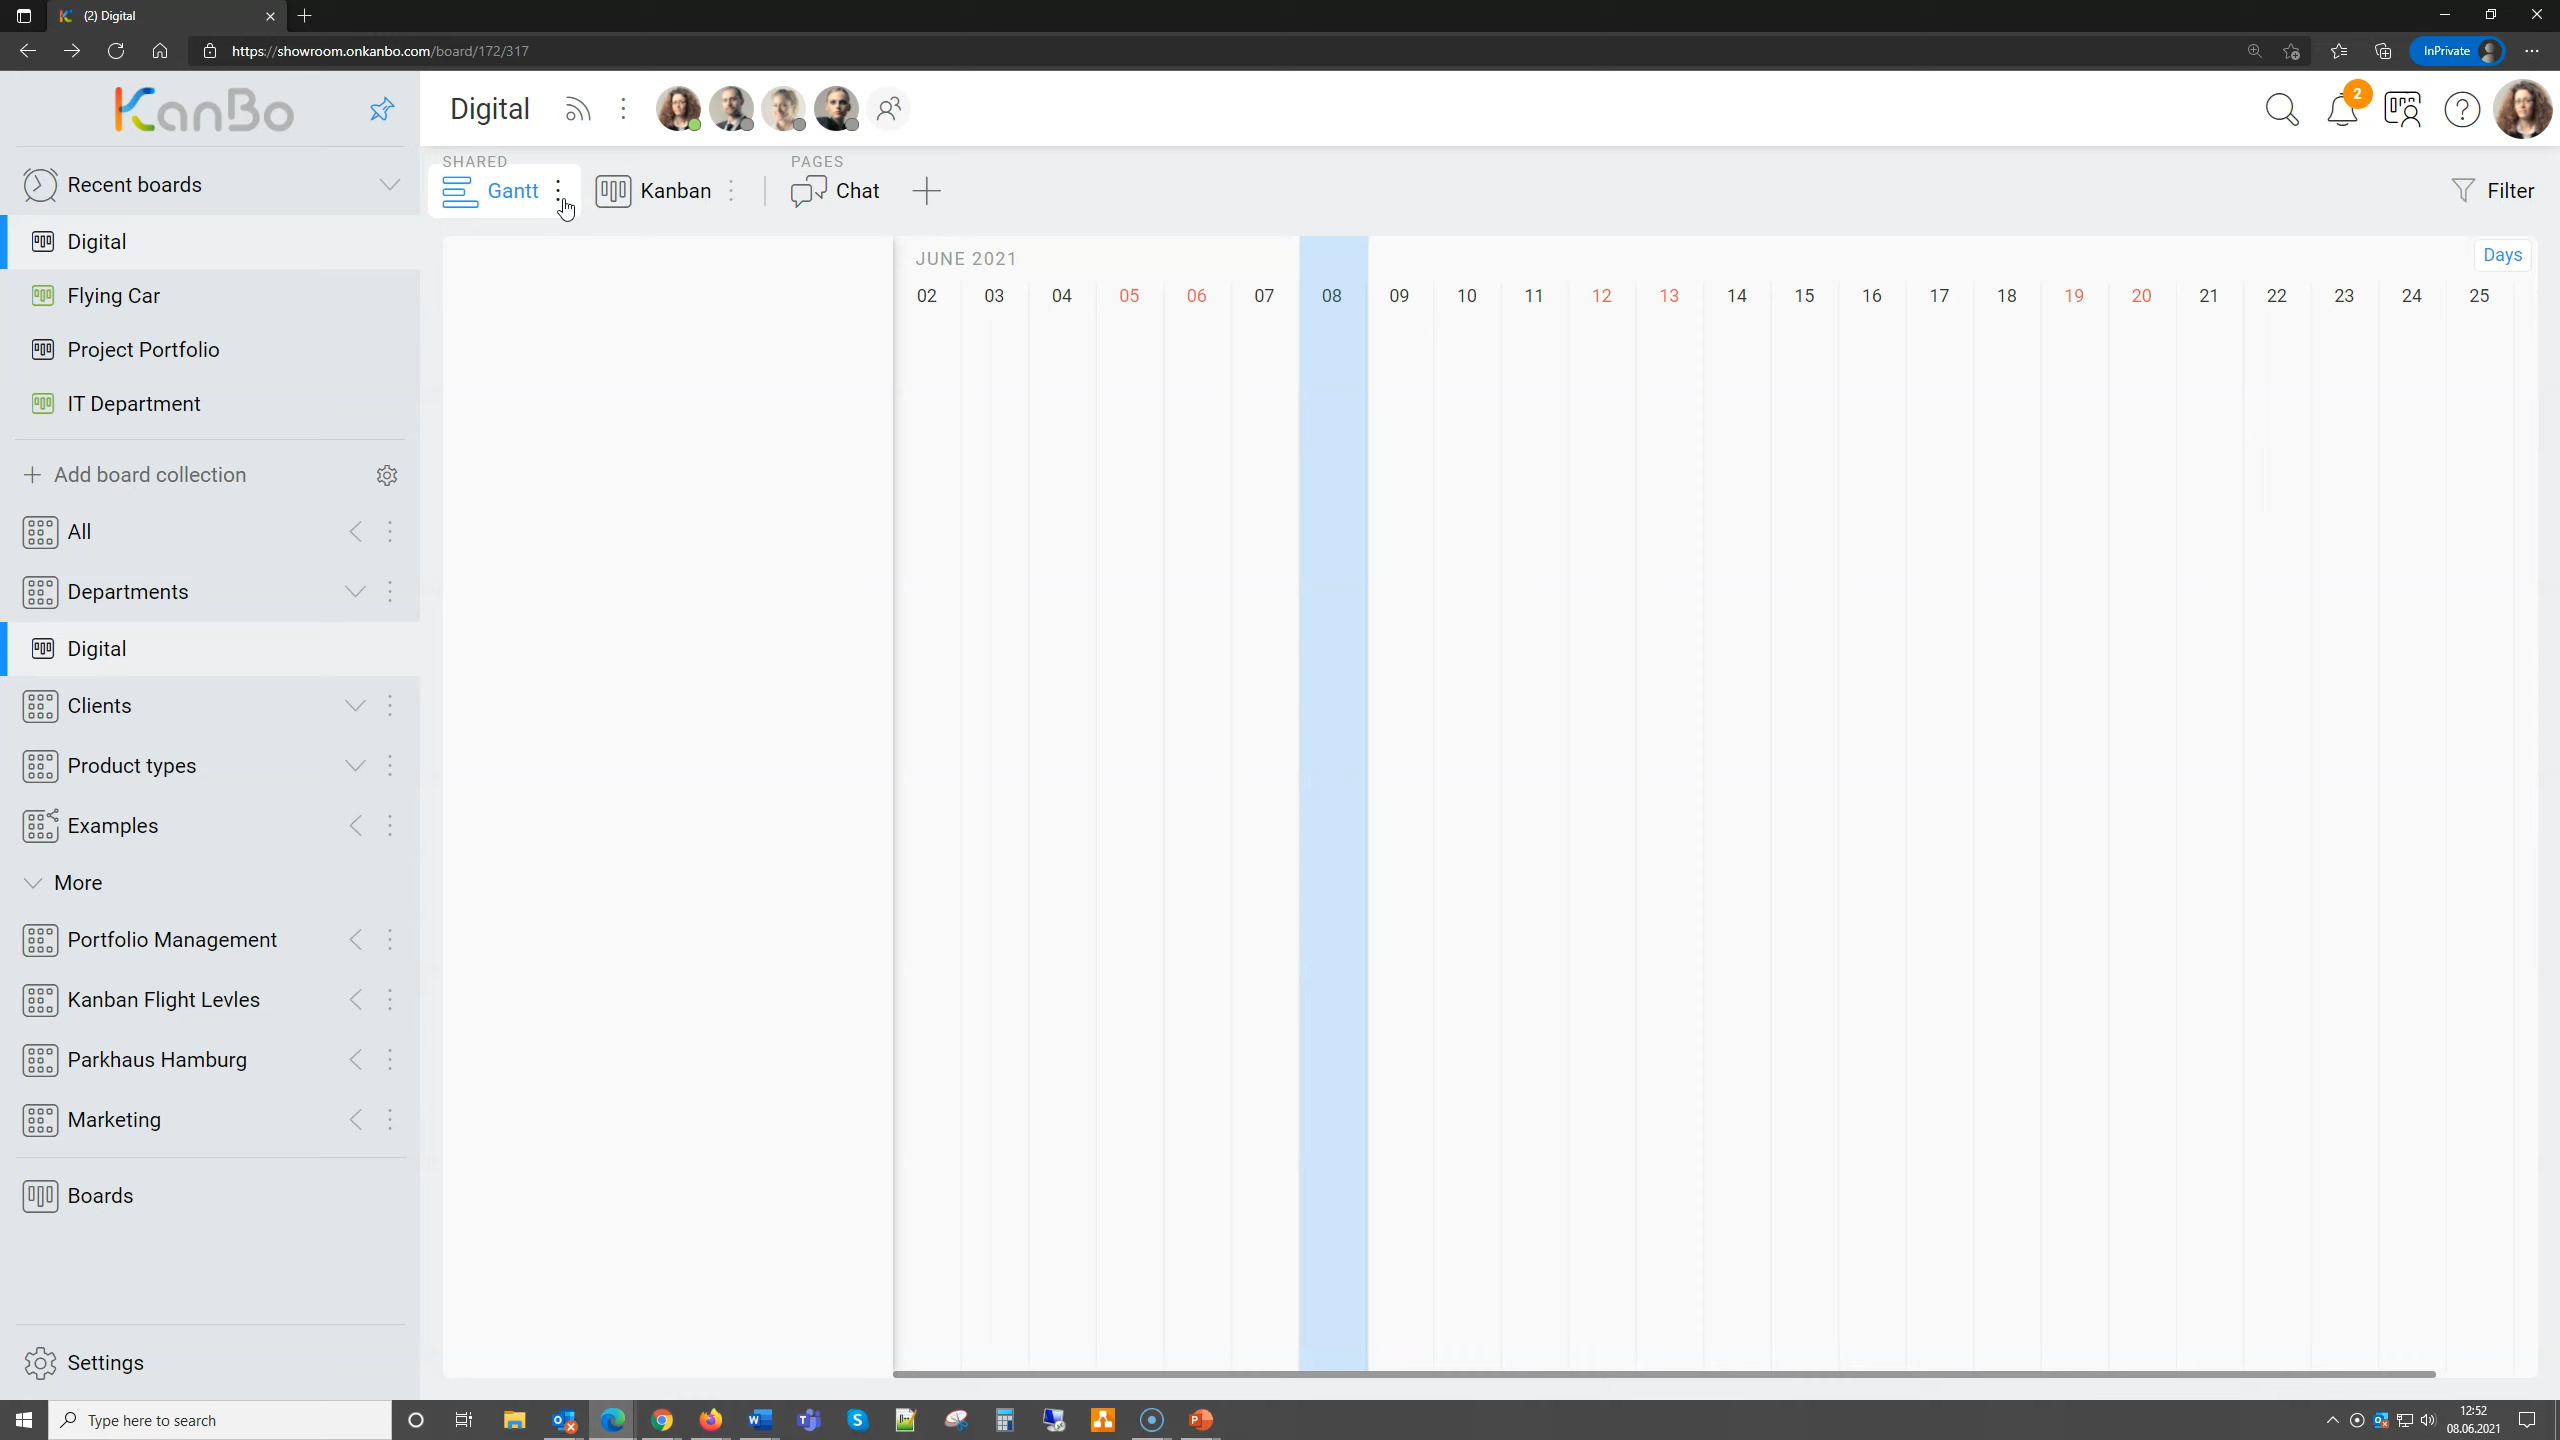 (2) Digital
https://showroom.onkanbo.com/board/172/317
InPrivate
KanBo
Digital
2
Recent boards
SHARED
PAGES
Gantt
Kanban
Chat
Filter
Digital
Flying Car
Project Portfolio
IT Department
Add board collection
All
Departments
Digital
Clients
Product types
Examples
More
Portfolio Management
Kanban Flight Levles
Parkhaus Hamburg
Marketing
Boards
Settings
JUNE 2021
Days
02 03 04 05 06 07 08 09 10 11 12 13 14 15 16 17 18 19 20 21 22 23 24 25
Type here to search
12:52
08.06.2021